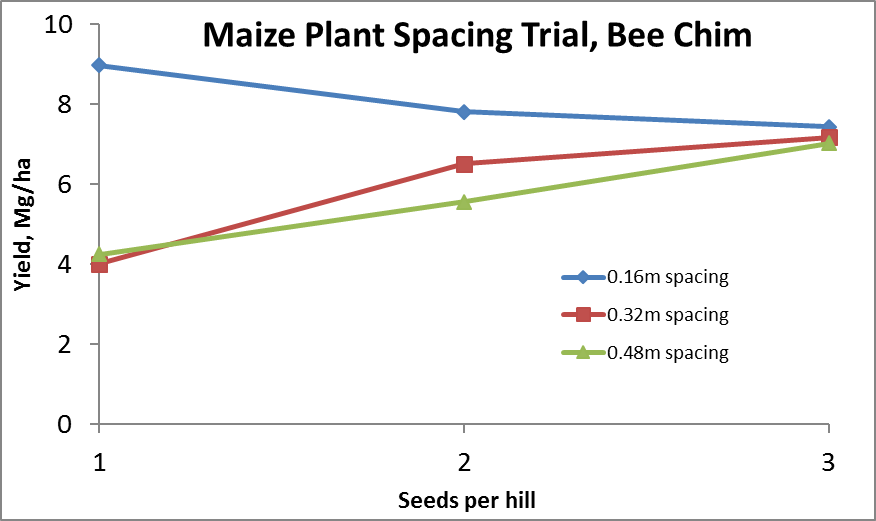 Maize Plant Spacing Trial, Bee Chim
Yield, Mg/ha
10
8
6
4
2
0
1 2 3
Seeds per hill
0.16m spacing
0.32m spacing
0.48m spacing